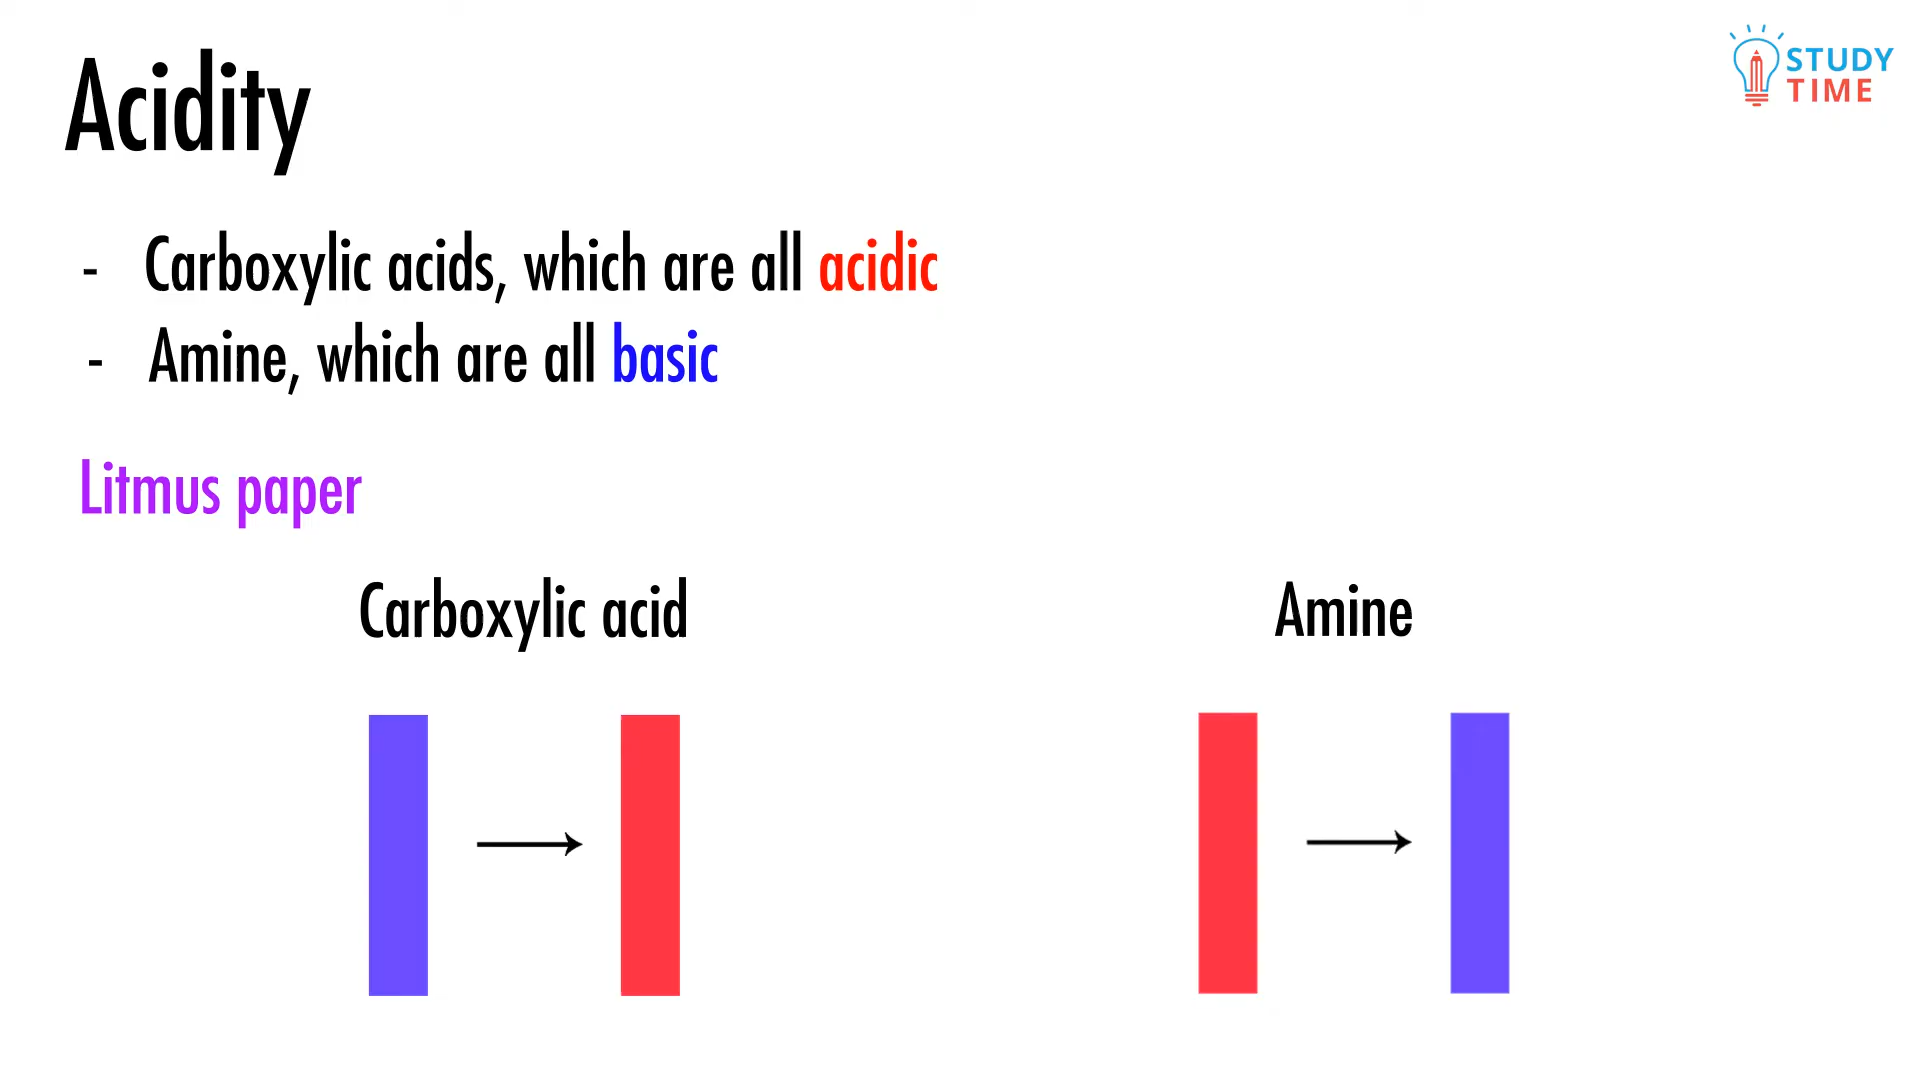 Acidity
STUDY
TIME
- Carboxylic acids, which are all acidic
- Amine, which are all basic
Litmus paper
Carboxylic acid
Amine